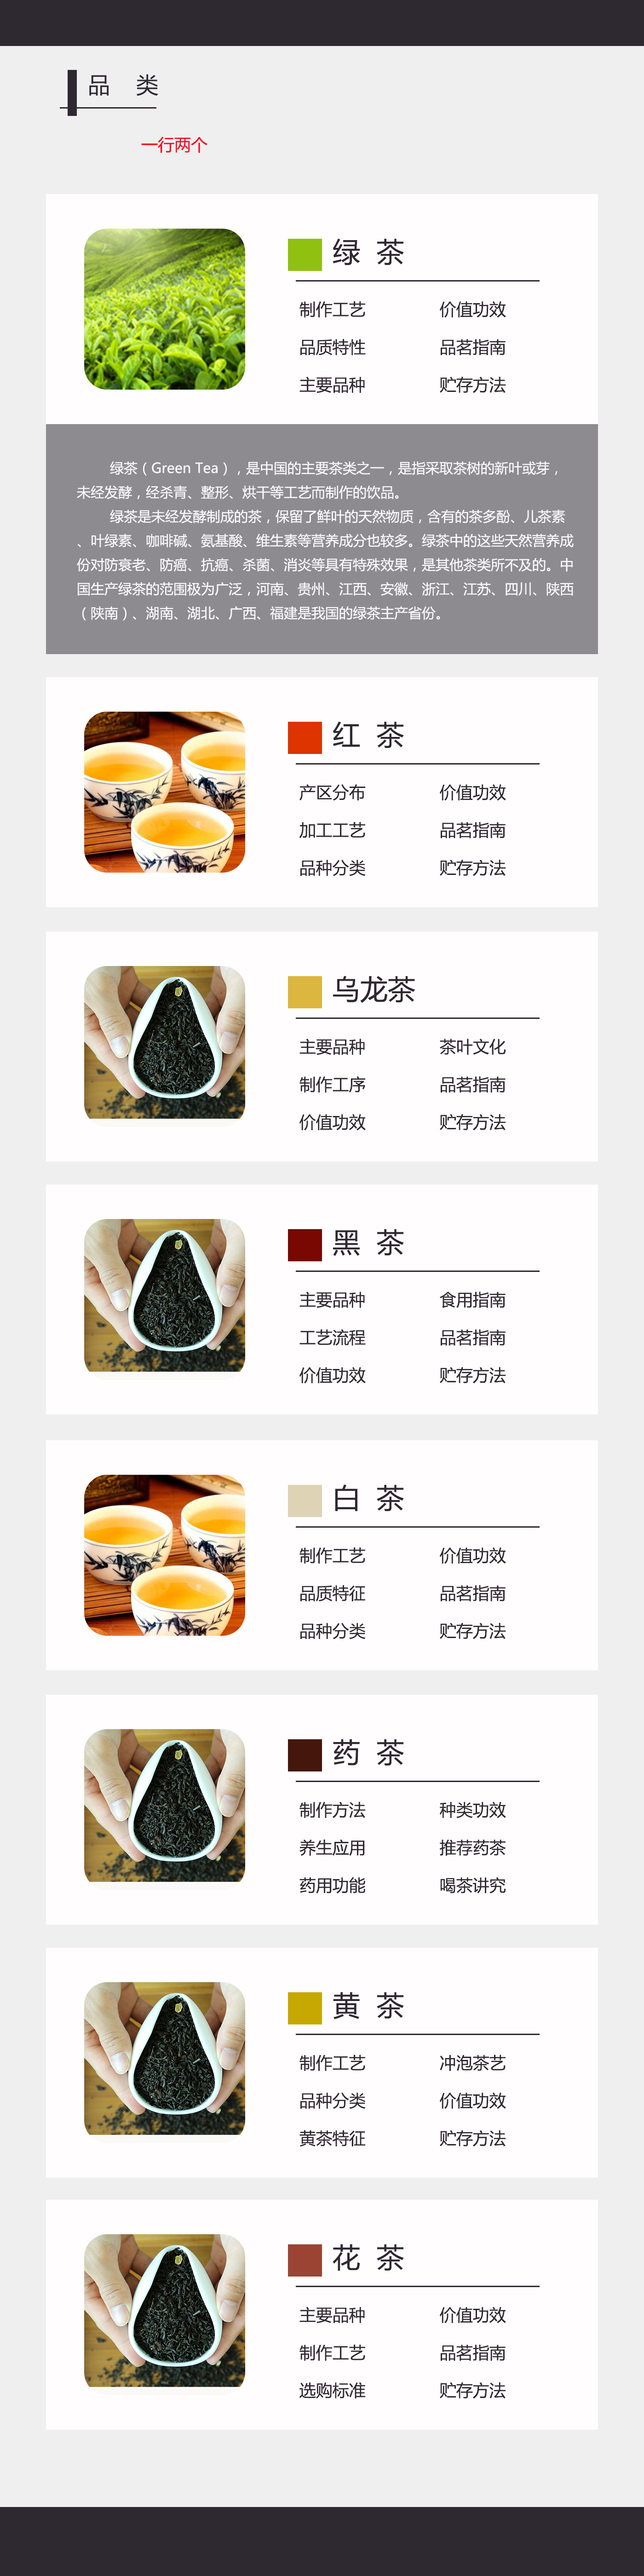 品 类
一行两个
绿 茶
制作工艺 价值功效
品质特性 品茗指南
主要品种 贮存方法
绿茶（Green Tea），是中国的主要茶类之一，是指采取茶树的新叶或芽，
未经发酵，经杀青、整形、烘干等工艺而制作的饮品。
绿茶是未经发酵制成的茶，保留了鲜叶的天然物质，含有的茶多酚、儿茶素
、叶绿素、咖啡碱、氨基酸、维生素等营养成分也较多。绿茶中的这些天然营养成
份对防衰老、防癌、抗癌、杀菌、消炎等具有特殊效果，是其他茶类所不及的。中
国生产绿茶的范围极为广泛，河南、贵州、江西、安徽、浙江、江苏、四川、陕西
（陕南）、湖南、湖北、广西、福建是我国的绿茶主产省份。
红 茶
产区分布 价值功效
加工工艺 品茗指南
品种分类 贮存方法
乌龙茶
主要品种 茶叶文化
制作工序 品茗指南
价值功效 贮存方法
黑 茶
主要品种 食用指南
工艺流程 品茗指南
价值功效 贮存方法
白 茶
制作工艺 价值功效
品质特征 品茗指南
品种分类 贮存方法
药 茶
制作方法 种类功效
养生应用 推荐药茶
药用功能 喝茶讲究
黄 茶
制作工艺 冲泡茶艺
品种分类 价值功效
黄茶特征 贮存方法
花 茶
主要品种 价值功效
制作工艺 品茗指南
选购标准 贮存方法